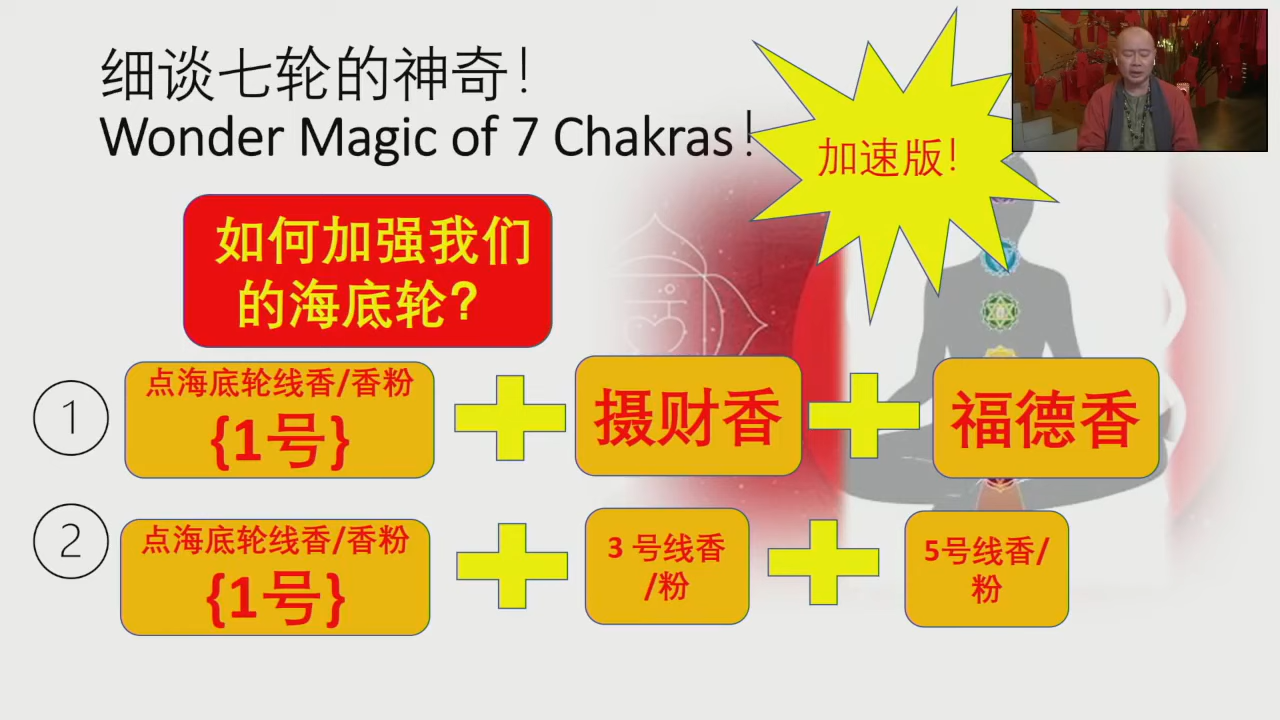 细谈七轮的神奇！
Wonder Magic of 7 Chakras！
加速版！
如何加强我们
的海底轮？
1
点海底轮线香/香粉
{1号}
摄财香
福德香
2
点海底轮线香/香粉
{1号}
3 号线香
/粉
5号线香/
粉